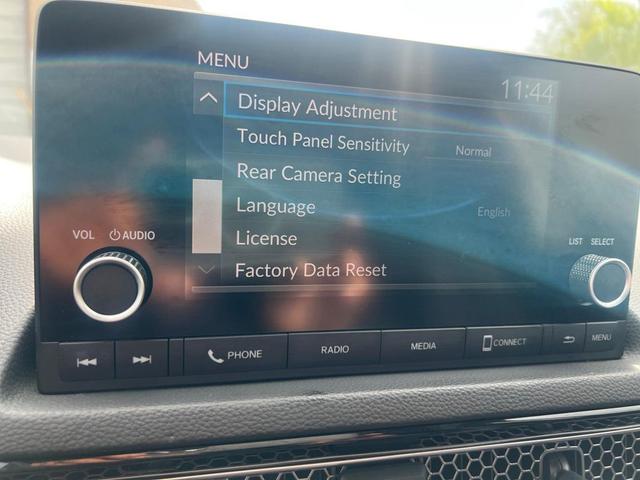 MENU
11:44
Display Adjustment
Touch Panel Sensitivity Normal
Rear Camera Setting
Language English
License
Factory Data Reset
VOL AUDIO
LIST SELECT
PHONE
RADIO
MEDIA
CONNECT
MENU